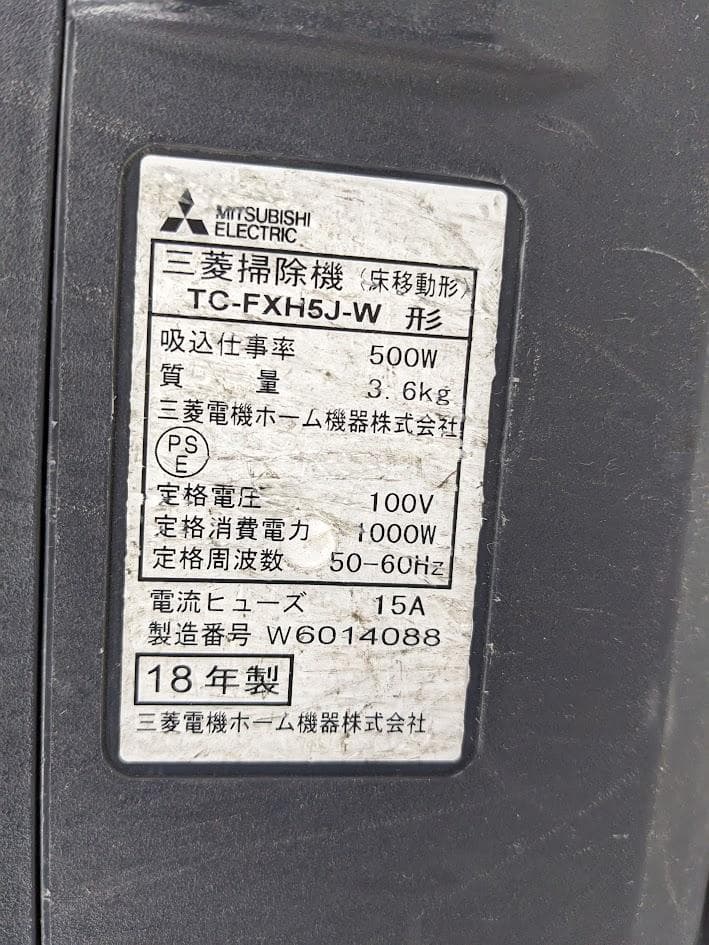 MITSUBISHI
ELECTRIC
三菱掃除機（床移動形）
TC-FXH5J-W 形
吸込仕事率 500W
質 量 3.6kg
三菱電機ホーム機器株式会社
PS
E
定格電圧 100V
定格消費電力 1000W
定格周波数 50-60Hz
電流ヒューズ 15A
製造番号 W6014088
18年製
三菱電機ホーム機器株式会社